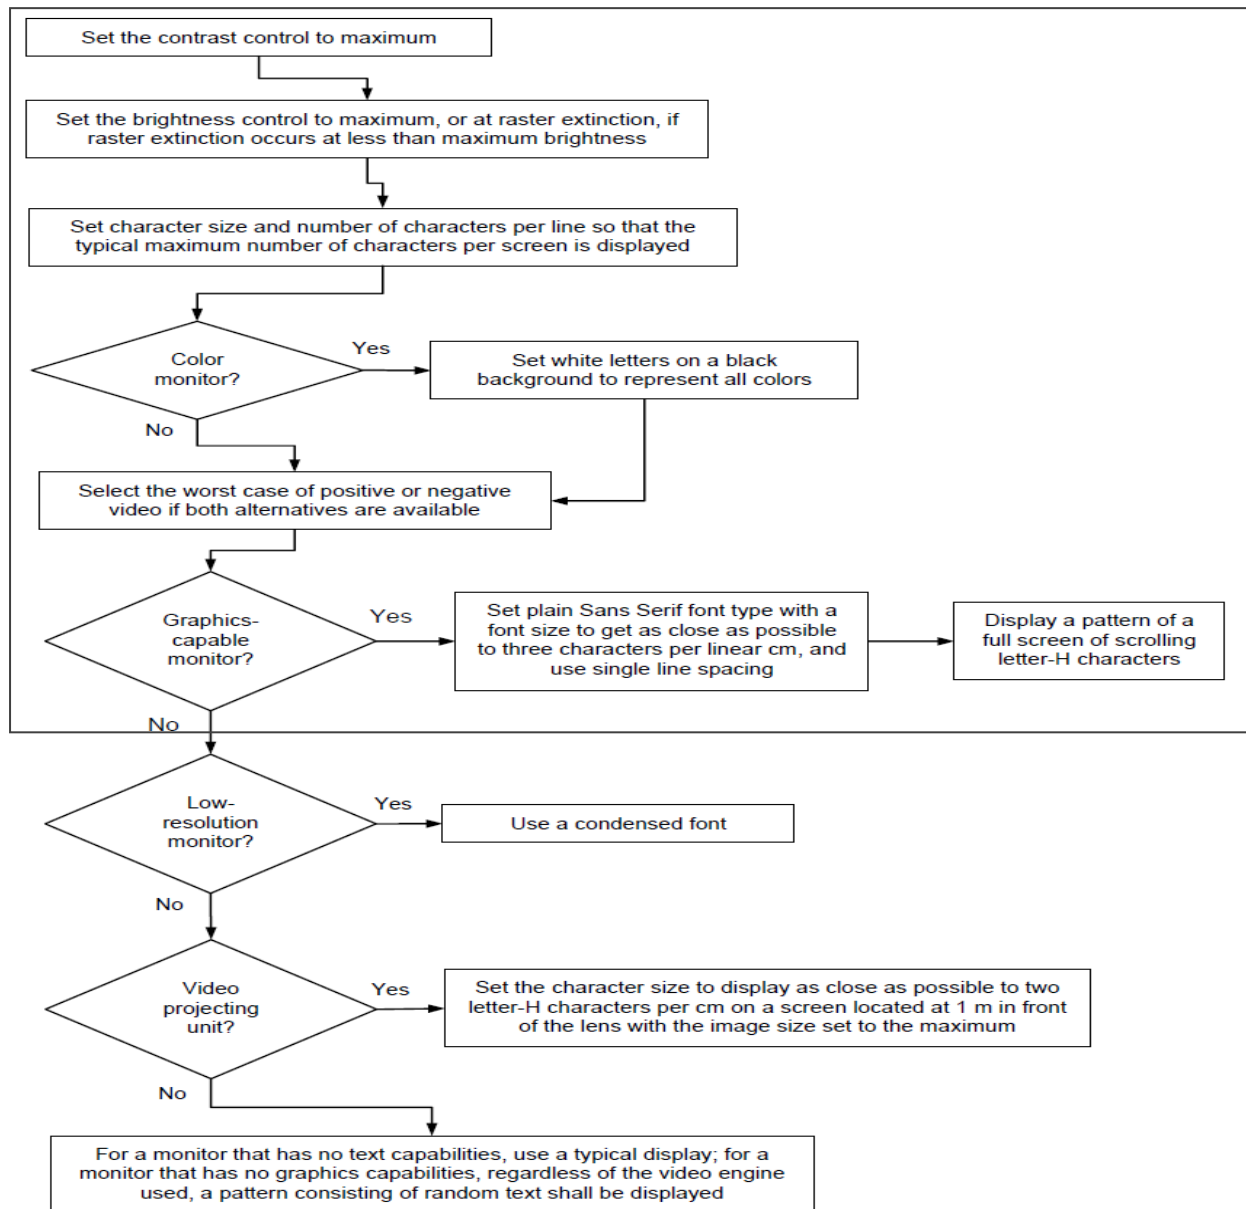 Set the contrast control to maximum
Set the brightness control to maximum, or at raster extinction, if
raster extinction occurs at less than maximum brightness
Set character size and number of characters per line so that the
typical maximum number of characters per screen is displayed
Color
monitor?
Yes
Set white letters on a black
background to represent all colors
No
Select the worst case of positive or negative
video if both alternatives are available
Graphics-
capable
monitor?
Yes
Set plain Sans Serif font type with a
font size to get as close as possible
to three characters per linear cm, and
use single line spacing
Display a pattern of a
full screen of scrolling
letter-H characters
No
Low-
resolution
monitor?
Yes
Use a condensed font
No
Video
projecting
unit?
Yes
Set the character size to display as close as possible to two
letter-H characters per cm on a screen located at 1 m in front
of the lens with the image size set to the maximum
No
For a monitor that has no text capabilities, use a typical display; for
a monitor that has no graphics capabilities, regardless of the video engine
used, a pattern consisting of random text shall be displayed